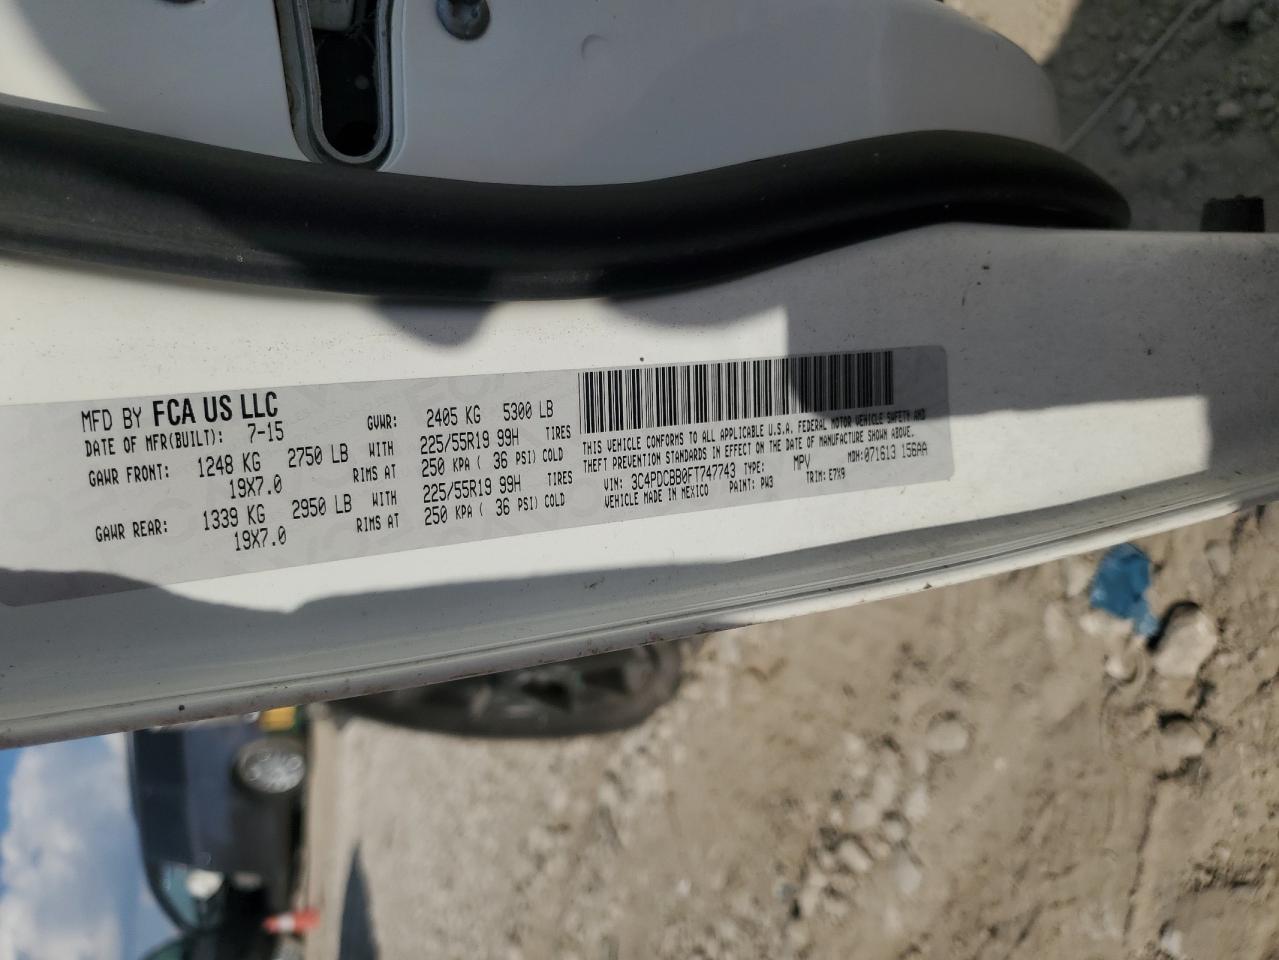 MFD BY FCA US LLC
DATE OF MFR(BUILT): 7-15 GVWR: 2405 KG 5300 LB
GAWR FRONT: 1248 KG 2750 LB WITH 225/55R19 99H TIRES
19X7.0 RIMS AT 250 KPA ( 36 PSI) COLD
GAWR REAR: 1339 KG 2950 LB WITH 225/55R19 99H TIRES
19X7.0 RIMS AT 250 KPA ( 36 PSI) COLD
THIS VEHICLE CONFORMS TO ALL APPLICABLE U.S.A. FEDERAL MOTOR VEHICLE SAFETY AND
THEFT PREVENTION STANDARDS IN EFFECT ON THE DATE OF MANUFACTURE SHOWN ABOVE.
VIN: 3C4PDCBB0FT747743 TYPE: MPV MDH: 071613 156AA
VEHICLE MADE IN MEXICO PAINT: PW3 TRIM: E7X9